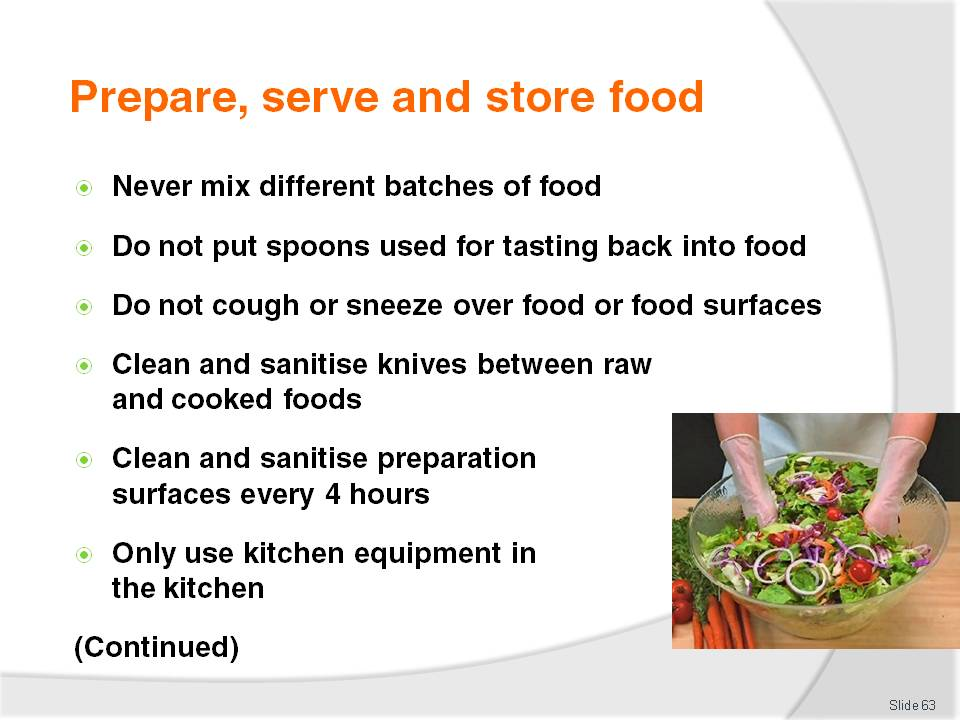 Prepare, serve and store food
Never mix different batches of food
Do not put spoons used for tasting back into food
Do not cough or sneeze over food or food surfaces
Clean and sanitise knives between raw
and cooked foods
Clean and sanitise preparation
surfaces every 4 hours
Only use kitchen equipment in
the kitchen
(Continued)
Slide 63